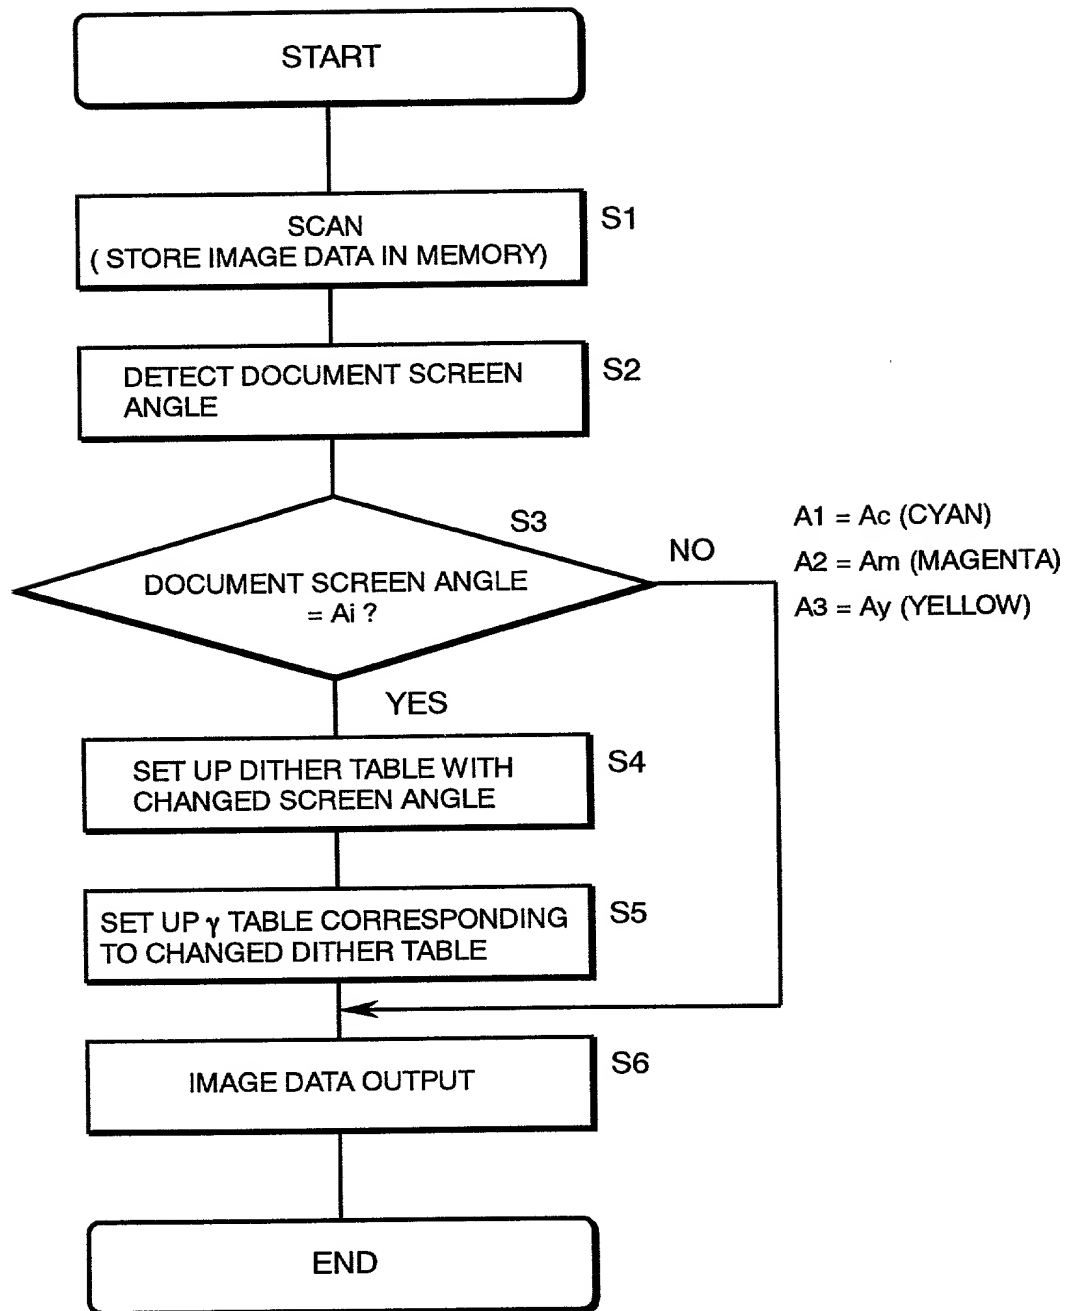 START
SCAN
( STORE IMAGE DATA IN MEMORY)
S1
DETECT DOCUMENT SCREEN
ANGLE
S2
S3
DOCUMENT SCREEN ANGLE
= Ai ?
NO
A1 = Ac (CYAN)
A2 = Am (MAGENTA)
A3 = Ay (YELLOW)
YES
SET UP DITHER TABLE WITH
CHANGED SCREEN ANGLE
S4
SET UP γ TABLE CORRESPONDING
TO CHANGED DITHER TABLE
S5
IMAGE DATA OUTPUT
S6
END